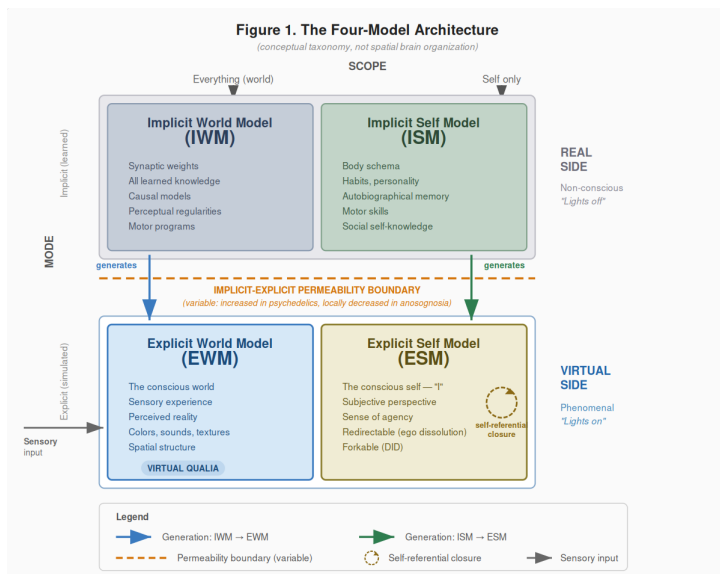 Figure 1. The Four-Model Architecture
(conceptual taxonomy, not spatial brain organization)
SCOPE
Everything (world)
Self only
MODE
Implicit (learned)
Implicit World Model
(IWM)
Synaptic weights
All learned knowledge
Causal models
Perceptual regularities
Motor programs
Implicit Self Model
(ISM)
Body schema
Habits, personality
Autobiographical memory
Motor skills
Social self-knowledge
REAL
SIDE
Non-conscious
"Lights off"
generates
generates
IMPLICIT-EXPLICIT PERMEABILITY BOUNDARY
(variable: increased in psychedelics, locally decreased in anosognosia)
Explicit (simulated)
Sensory
input
Explicit World Model
(EWM)
The conscious world
Sensory experience
Perceived reality
Colors, sounds, textures
Spatial structure
VIRTUAL QUALIA
Explicit Self Model
(ESM)
The conscious self — "I"
Subjective perspective
Sense of agency
Redirectable (ego dissolution)
Forkable (DID)
self-referential
closure
VIRTUAL
SIDE
Phenomenal
"Lights on"
Legend
Generation: IWM → EWM
Generation: ISM → ESM
Permeability boundary (variable)
Self-referential closure
Sensory input